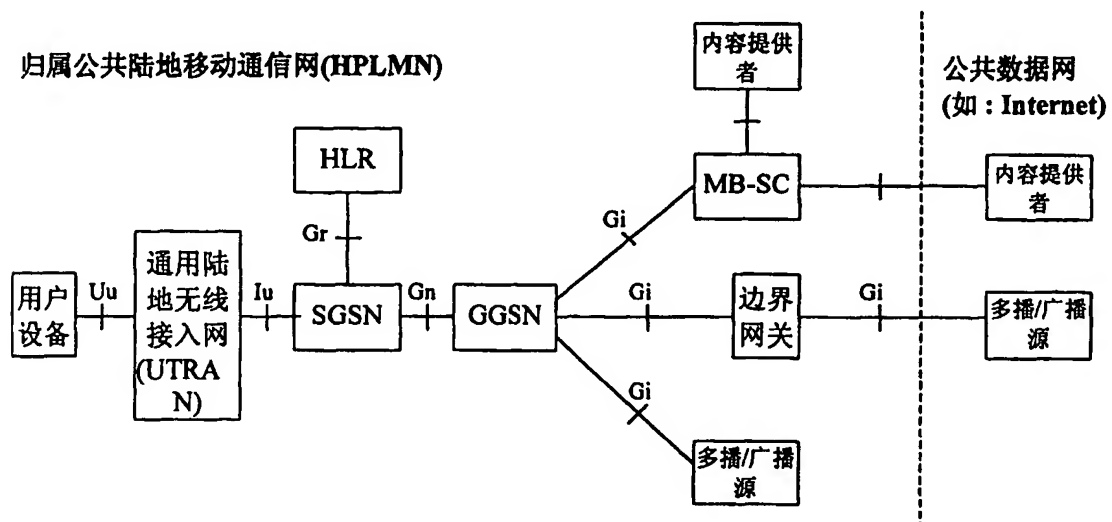 归属公共陆地移动通信网(HPLMN)
内容提供
者
公共数据网
(如：Internet)
HLR
MB-SC
内容提供
者
Gr
Gi
用户
设备
Uu
通用陆
地无线
接入网
(UTRA
N)
Iu
SGSN
Gn
GGSN
Gi
边界
网关
Gi
多播/广播
源
Gi
多播/广播
源